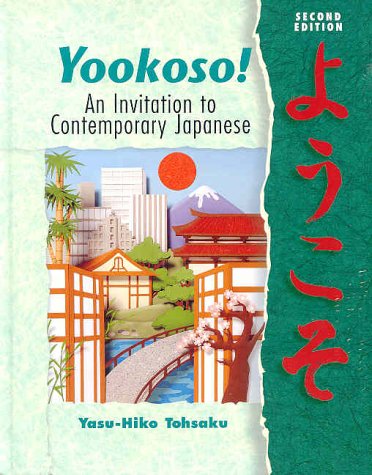 SECOND
EDITION
Yookoso!
An Invitation to
Contemporary Japanese
ようこそ
Yasu-Hiko Tohsaku